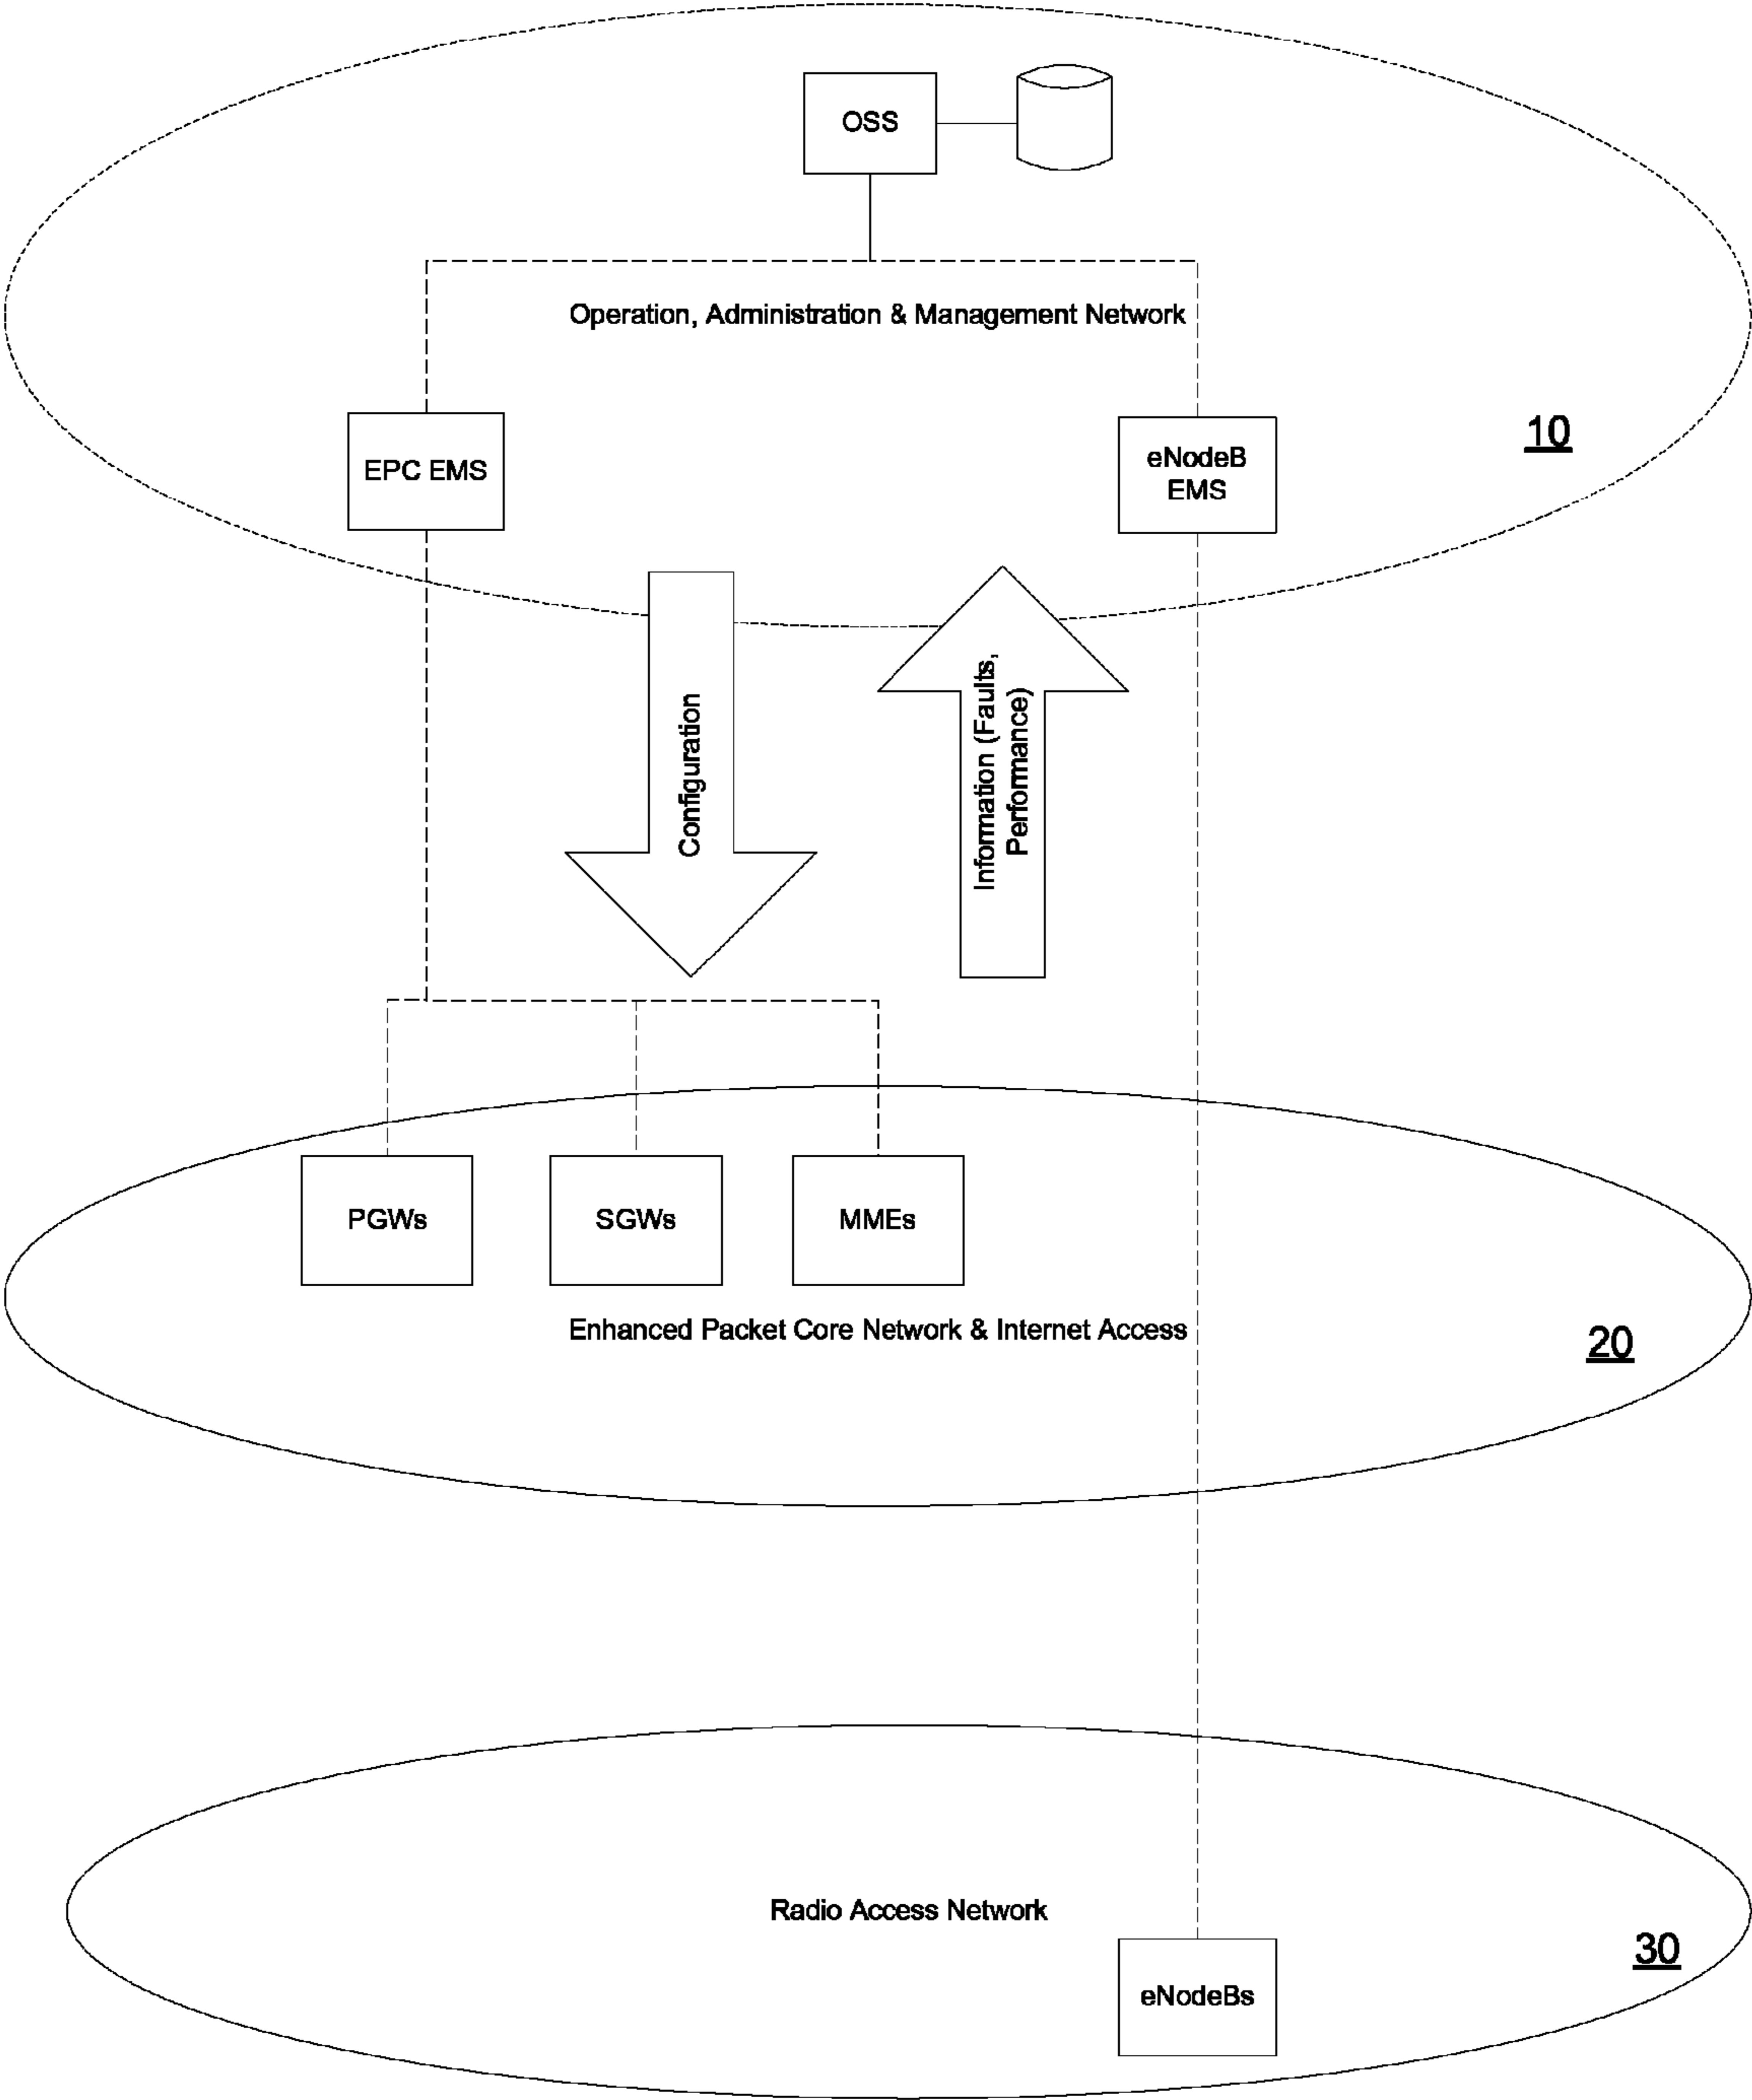 OSS
Operation, Administration & Management Network
10
EPC EMS
eNodeB
EMS
Configuration
Information (Faults,
Performance)
PGWs
SGWs
MMEs
Enhanced Packet Core Network & Internet Access
20
Radio Access Network
30
eNodeBs